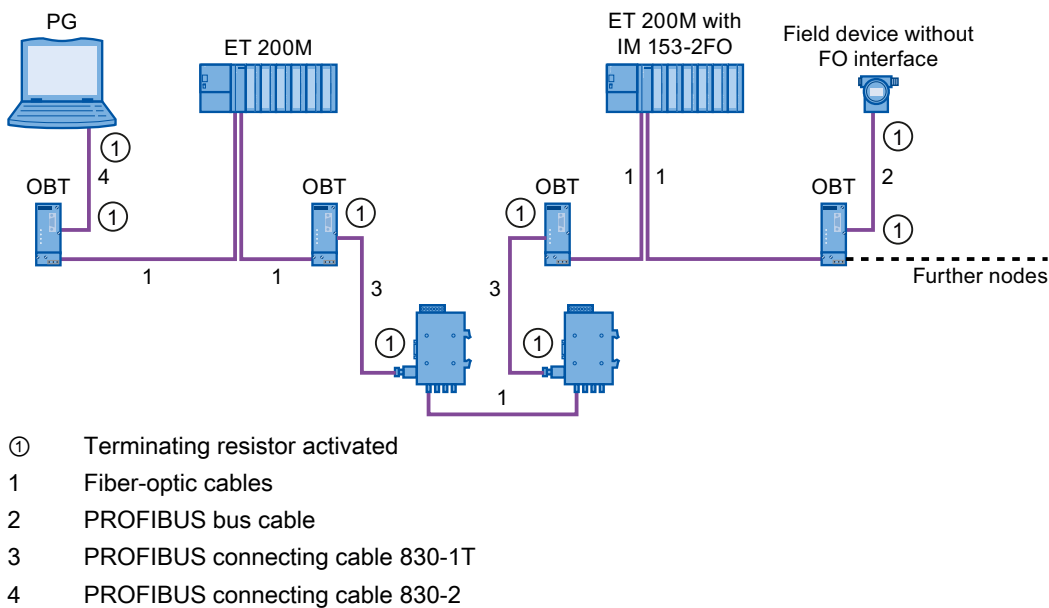 PG
ET 200M
ET 200M with
IM 153-2FO
Field device without
FO interface
①
4
OBT
①
1
1
OBT
①
3
①
1
3
①
①
OBT
1
1
OBT
①
2
①
Further nodes
① Terminating resistor activated
1 Fiber-optic cables
2 PROFIBUS bus cable
3 PROFIBUS connecting cable 830-1T
4 PROFIBUS connecting cable 830-2